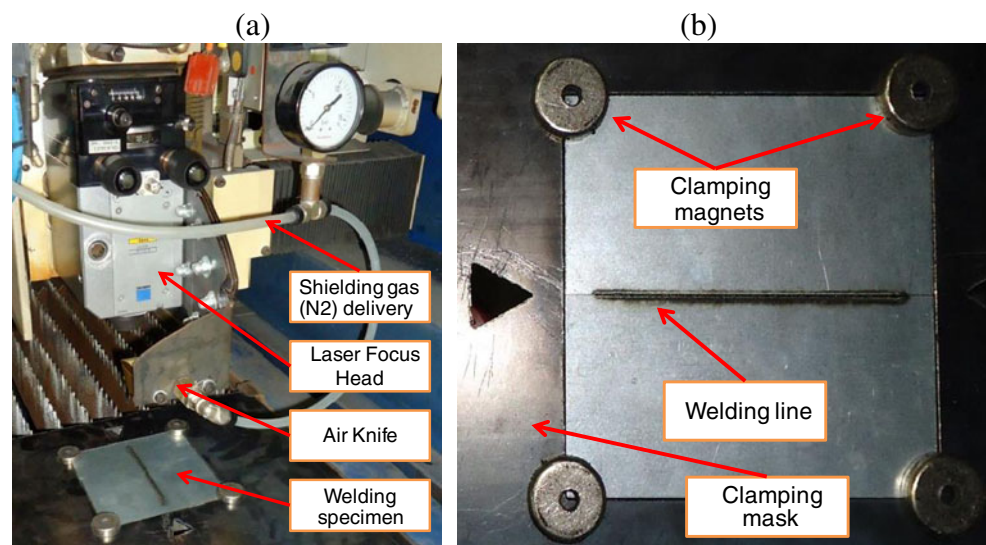 (a)
(b)
Shielding gas
(N2) delivery
Laser Focus
Head
Air Knife
Welding
specimen
Clamping
magnets
Welding line
Clamping
mask